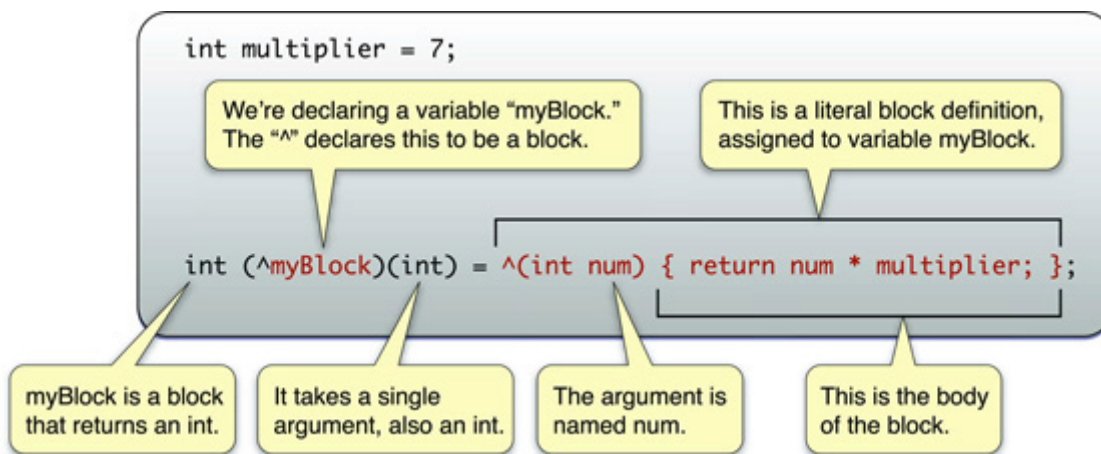 int multiplier = 7;
We're declaring a variable “myBlock.”
The “^” declares this to be a block.
This is a literal block definition,
assigned to variable myBlock.
int (^myBlock)(int) = ^(int num) { return num * multiplier; };
myBlock is a block
that returns an int.
It takes a single
argument, also an int.
The argument is
named num.
This is the body
of the block.